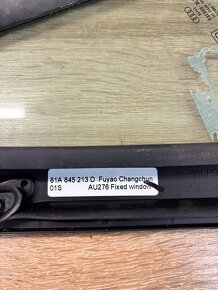 81A 845 213 D Fuyao Changchun
01S AU276 Fixed window